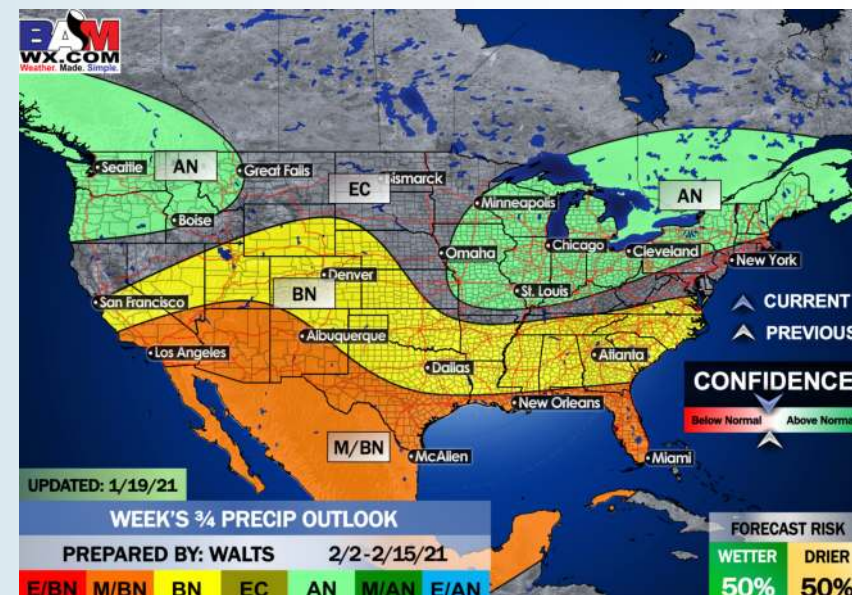 BAM
WX.COM
Weather. Made. Simple.
Seattle
AN
Great Falls
Bismarck
EC
Boise
Minneapolis
AN
Omaha
Chicago
Cleveland
New York
San Francisco
Denver
BN
St. Louis
CURRENT
PREVIOUS
Los Angeles
Albuquerque
Dallas
Atlanta
CONFIDENCE
Below Normal Above Norma
New Orleans
M/BN
McAllen
Miami
UPDATED: 1/19/21
WEEK'S ¾ PRECIP OUTLOOK
PREPARED BY: WALTS 2/2-2/15/21
E/BN M/BN BN EC AN M/AN E/AN
FORECAST RISK
WETTER DRIER
50% 50%